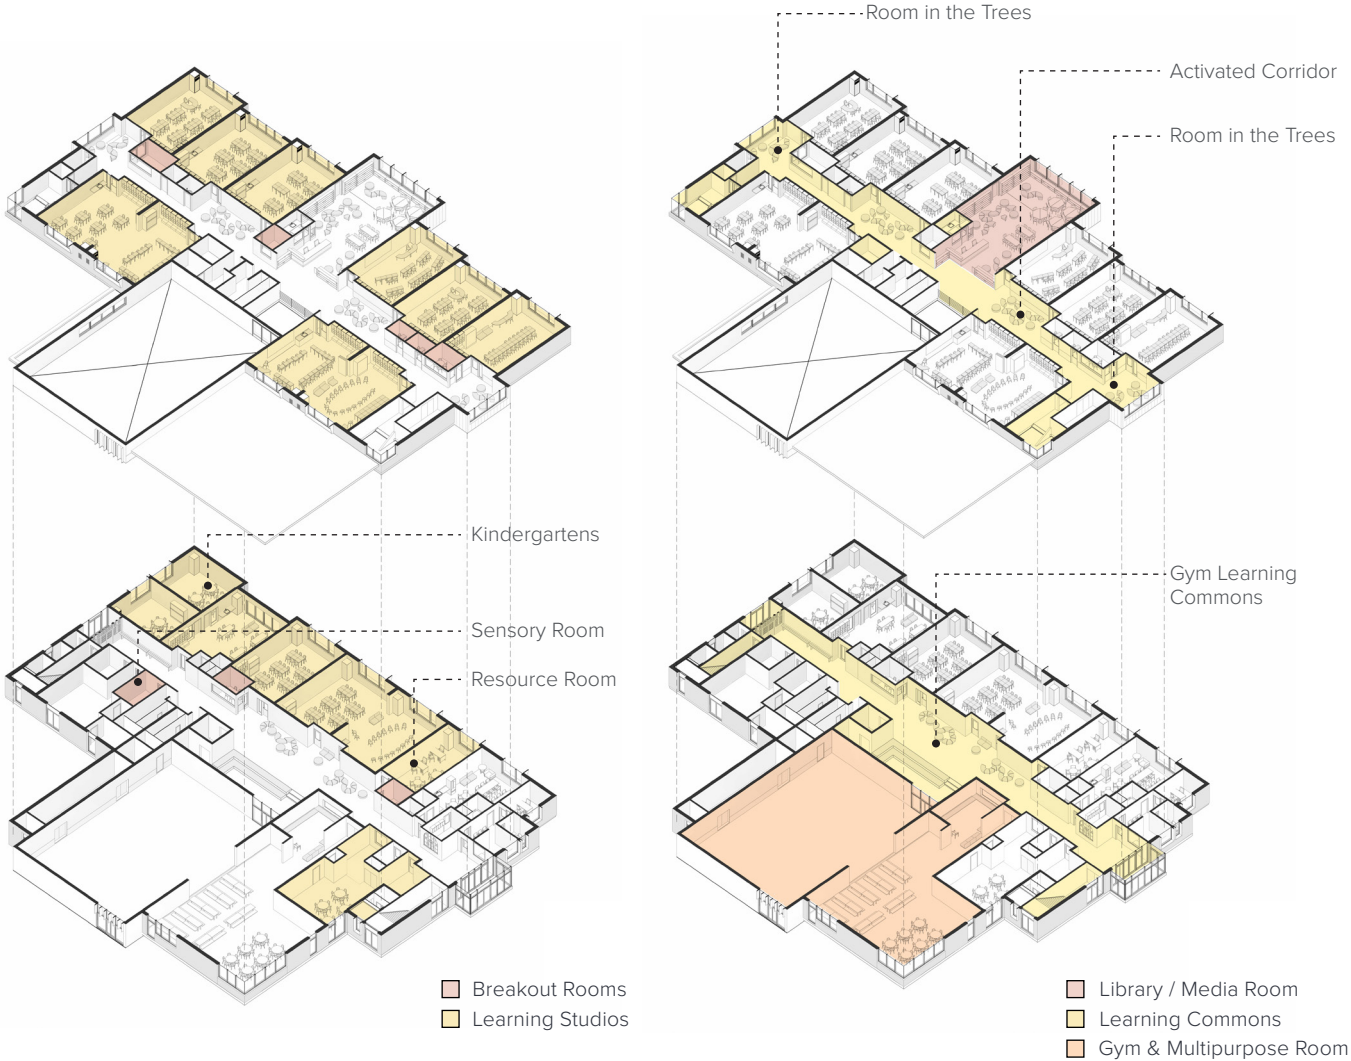 Room in the Trees
Activated Corridor
Room in the Trees
Kindergartens
Sensory Room
Resource Room
Gym Learning
Commons
Breakout Rooms
Learning Studios
Library / Media Room
Learning Commons
Gym & Multipurpose Room